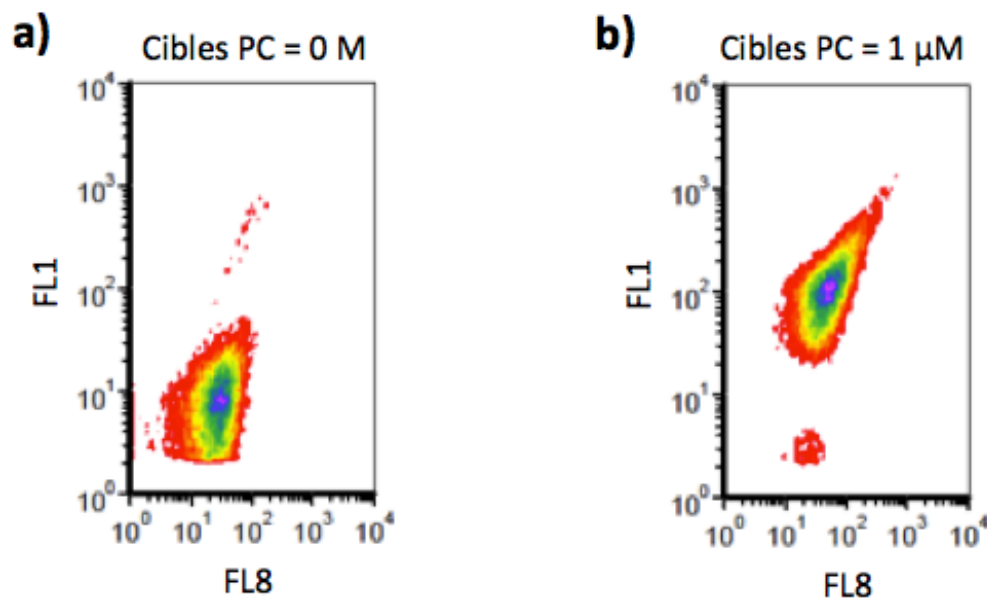 a)
Cibles PC = 0 M
10⁴
10³
10²
10¹
10⁰
FL1
10⁰ 10¹ 10² 10³ 10⁴
FL8
b)
Cibles PC = 1 µM
10⁴
10³
10²
10¹
10⁰
FL1
10⁰ 10¹ 10² 10³ 10⁴
FL8